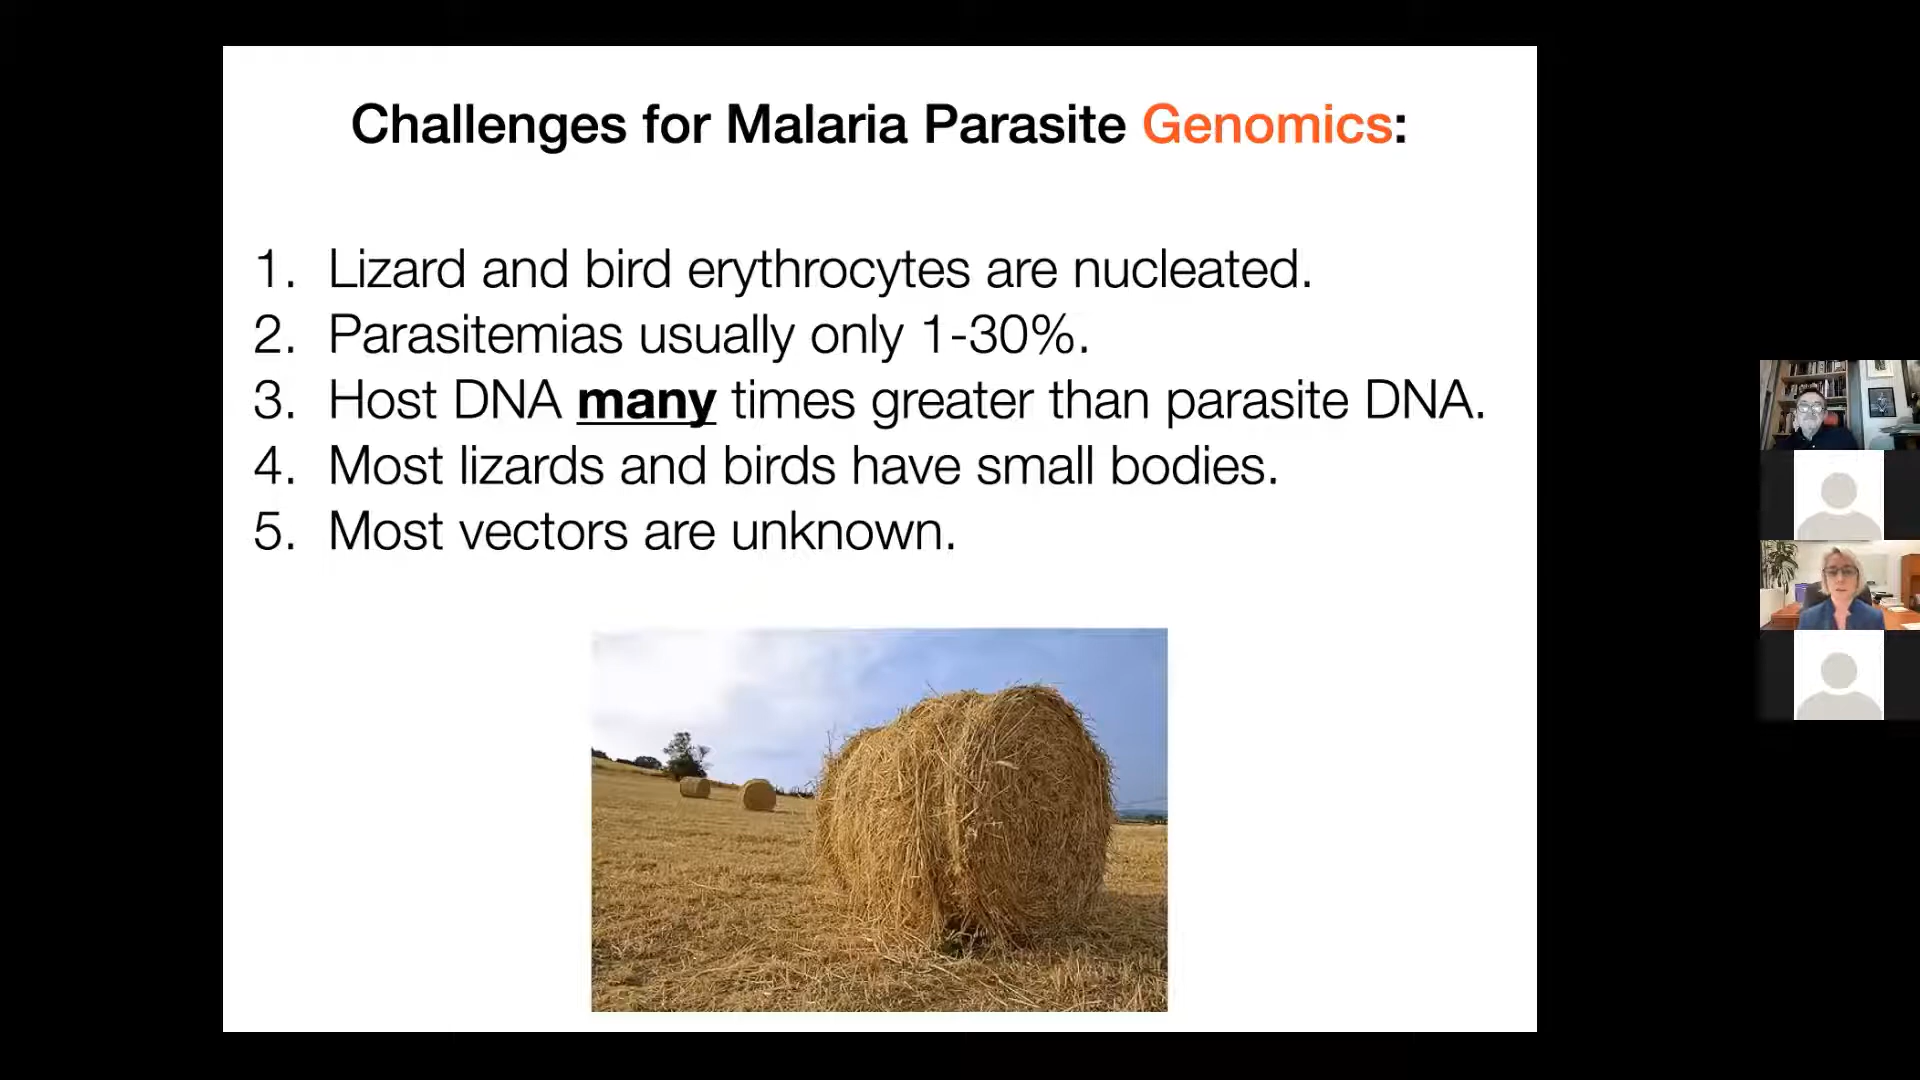 Challenges for Malaria Parasite Genomics:
1. Lizard and bird erythrocytes are nucleated.
2. Parasitemias usually only 1-30%.
3. Host DNA many times greater than parasite DNA.
4. Most lizards and birds have small bodies.
5. Most vectors are unknown.